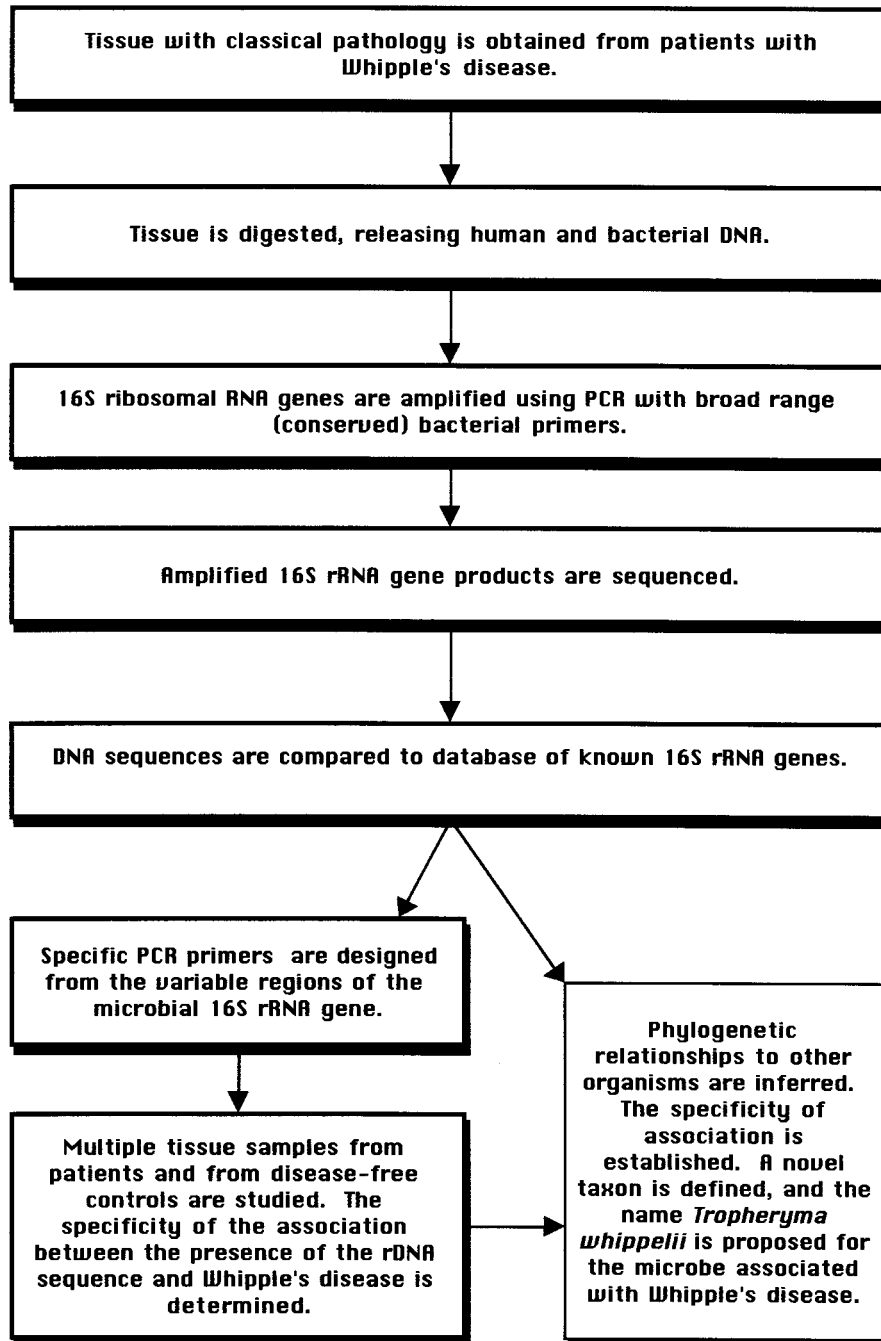 Tissue with classical pathology is obtained from patients with
Whipple's disease.
Tissue is digested, releasing human and bacterial DNA.
16S ribosomal RNA genes are amplified using PCR with broad range
(conserved) bacterial primers.
Amplified 16S rRNA gene products are sequenced.
DNA sequences are compared to database of known 16S rRNA genes.
Specific PCR primers are designed
from the variable regions of the
microbial 16S rRNA gene.
Multiple tissue samples from
patients and from disease-free
controls are studied. The
specificity of the association
between the presence of the rDNA
sequence and Whipple's disease is
determined.
Phylogenetic
relationships to other
organisms are inferred.
The specificity of
association is
established. A novel
taxon is defined, and the
name Tropheryma
whippelii is proposed for
the microbe associated
with Whipple's disease.